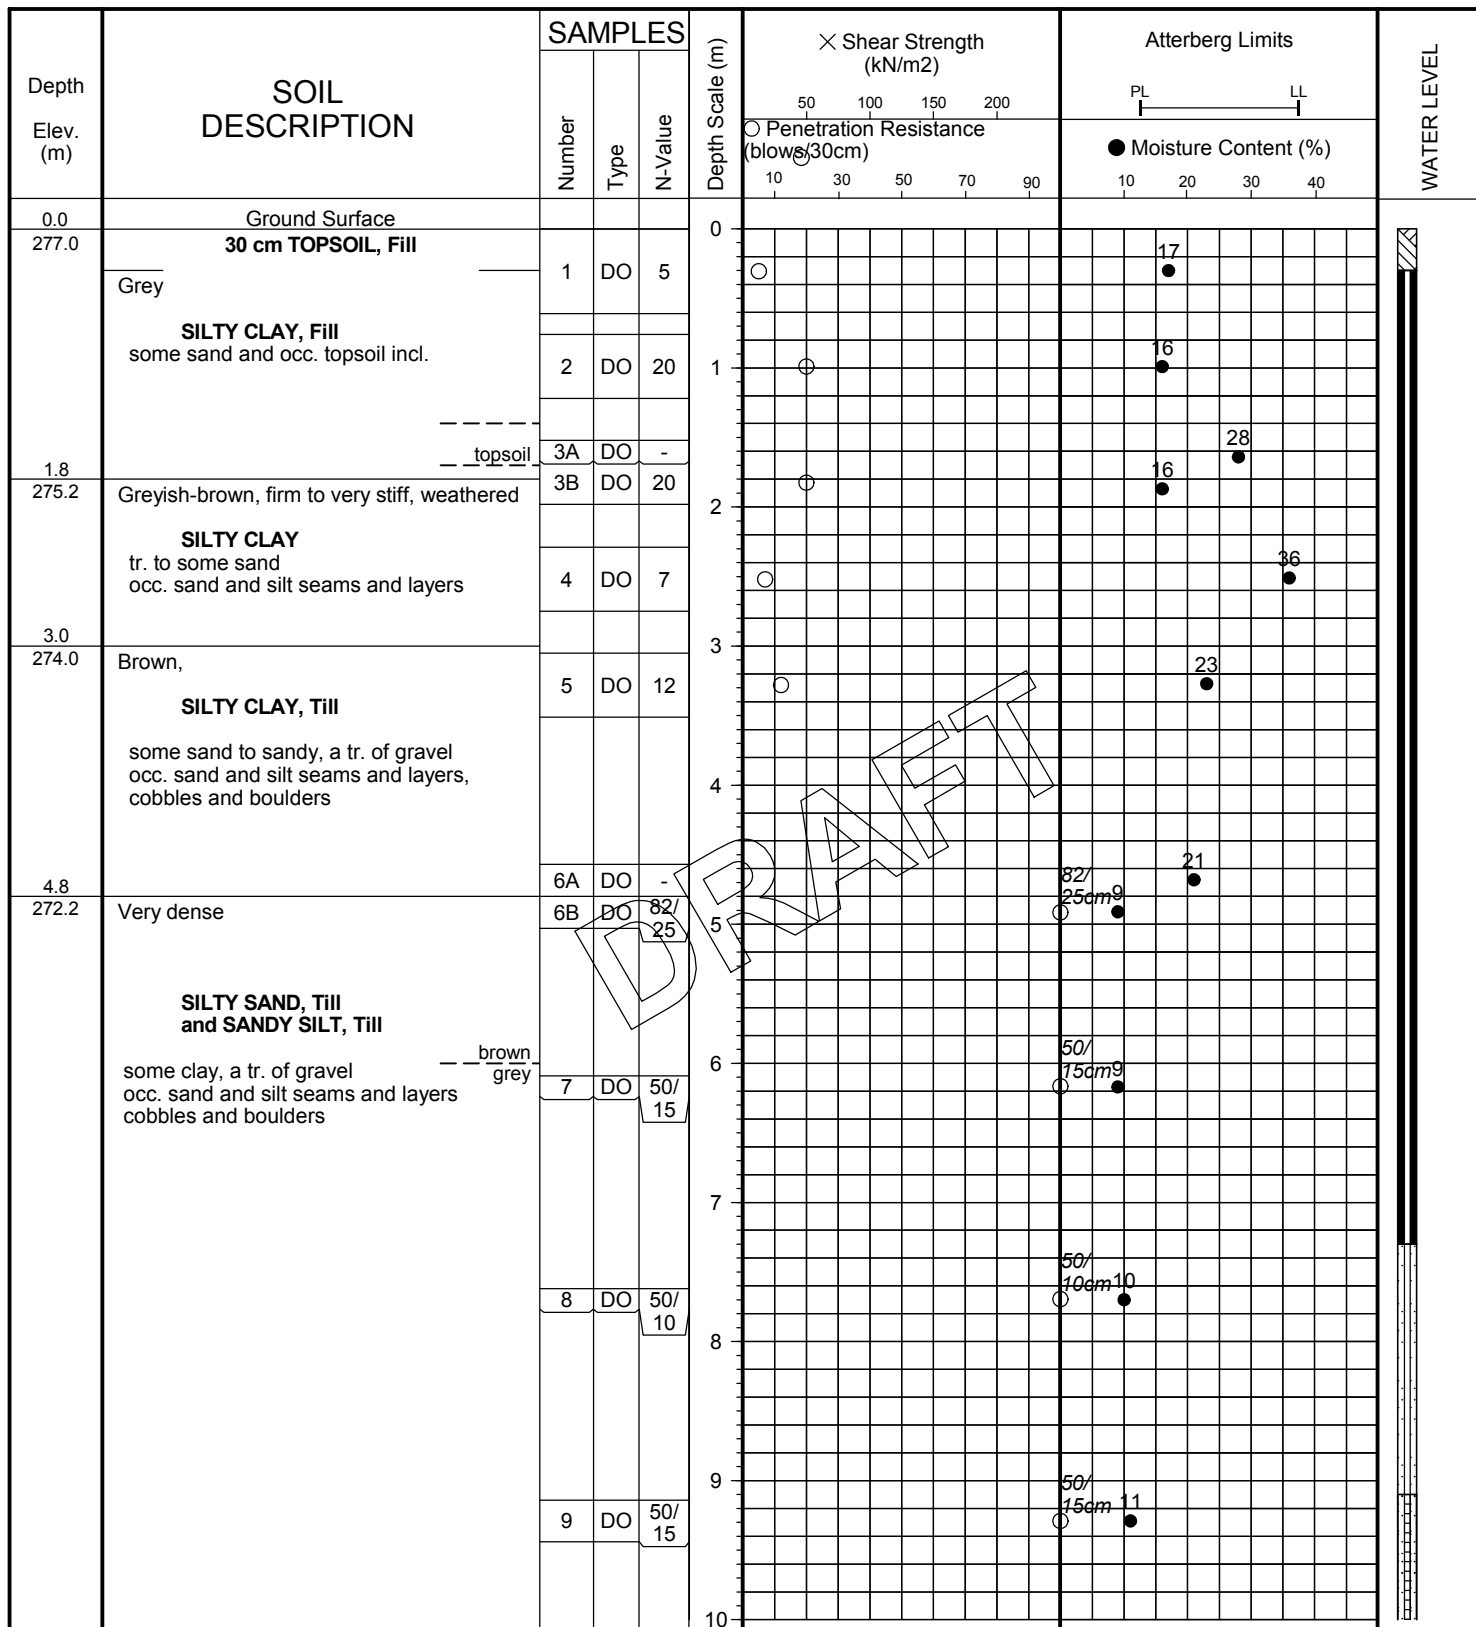 SAMPLES
Depth
Elev.
(m)
SOIL
DESCRIPTION
Number
Type
N-Value
Depth Scale (m)
× Shear Strength
(kN/m2)
50 100 150 200
Penetration Resistance
(blows/30cm)
10 30 50 70 90
Atterberg Limits
PL LL
Moisture Content (%)
10 20 30 40
WATER LEVEL
0.0 Ground Surface
0
277.0 30 cm TOPSOIL, Fill
17
1 DO 5
Grey
SILTY CLAY, Fill
some sand and occ. topsoil incl.
16
2 DO 20
1
28
topsoil 3A DO -
1.8
16
3B DO 20
275.2 Greyish-brown, firm to very stiff, weathered
2
SILTY CLAY
tr. to some sand
occ. sand and silt seams and layers
36
4 DO 7
3.0
3
274.0 Brown,
23
5 DO 12
SILTY CLAY, Till
some sand to sandy, a tr. of gravel
occ. sand and silt seams and layers,
cobbles and boulders
4
21
6A DO -
4.8
82/
25cm 9
272.2 Very dense
6B DO 82/
25
5
SILTY SAND, Till
and SANDY SILT, Till
brown
grey
some clay, a tr. of gravel
occ. sand and silt seams and layers
cobbles and boulders
6
50/
15cm 9
7 DO 50/
15
7
50/
10cm 10
8 DO 50/
10
8
9
50/
15cm 11
9 DO 50/
15
10
DRAFT